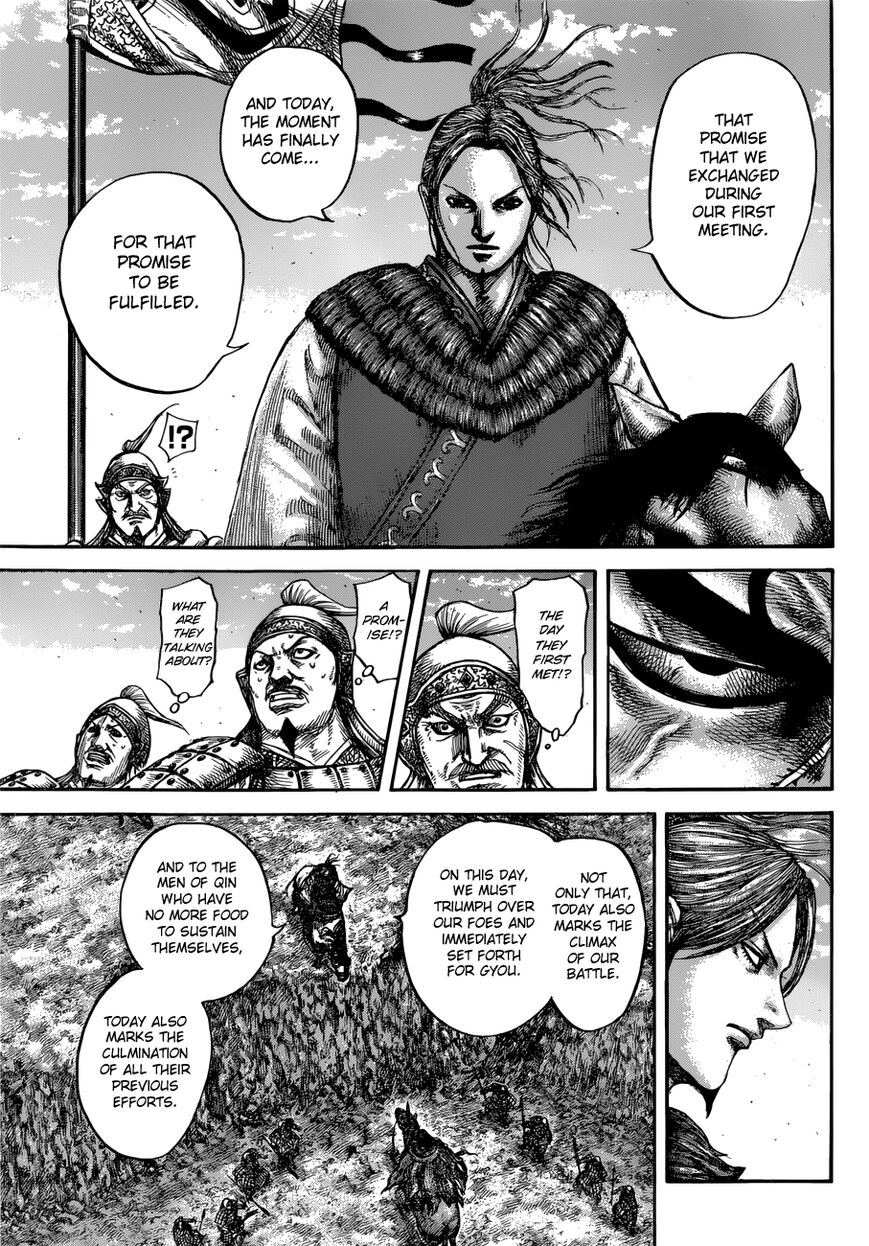 THAT
PROMISE
THAT WE
EXCHANGED
DURING
OUR FIRST
MEETING.
AND TODAY,
THE MOMENT
HAS FINALLY
COME...
FOR THAT
PROMISE
TO BE
FULFILLED.
!?
THE
DAY
THEY
FIRST
MET!?
A
PROM-
ISE!?
WHAT
ARE
THEY
TALKING
ABOUT?
NOT
ONLY THAT,
TODAY ALSO
MARKS THE
CLIMAX
OF OUR
BATTLE.
ON THIS DAY,
WE MUST
TRIUMPH OVER
OUR FOES AND
IMMEDIATELY
SET FORTH
FOR GYOU.
AND TO THE
MEN OF QIN
WHO HAVE
NO MORE FOOD
TO SUSTAIN
THEMSELVES,
TODAY ALSO
MARKS THE
CULMINATION
OF ALL THEIR
PREVIOUS
EFFORTS.